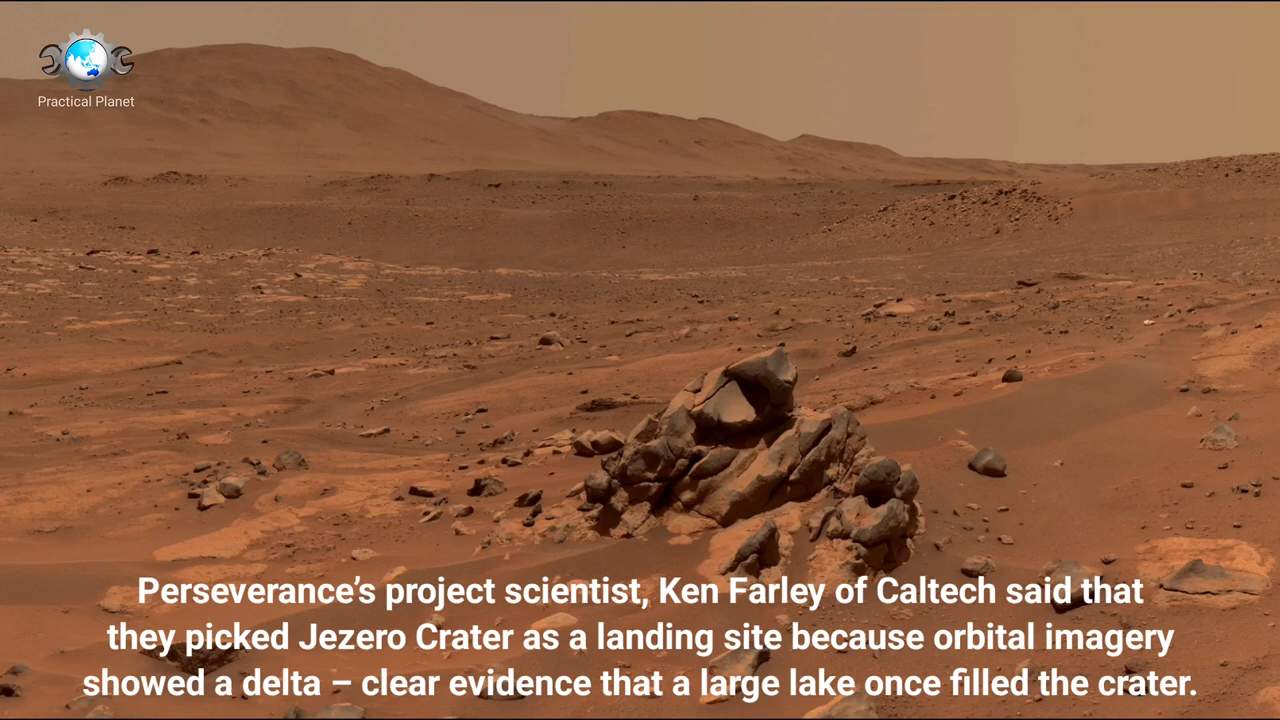 Practical Planet
Perseverance’s project scientist, Ken Farley of Caltech said that
they picked Jezero Crater as a landing site because orbital imagery
showed a delta – clear evidence that a large lake once filled the crater.